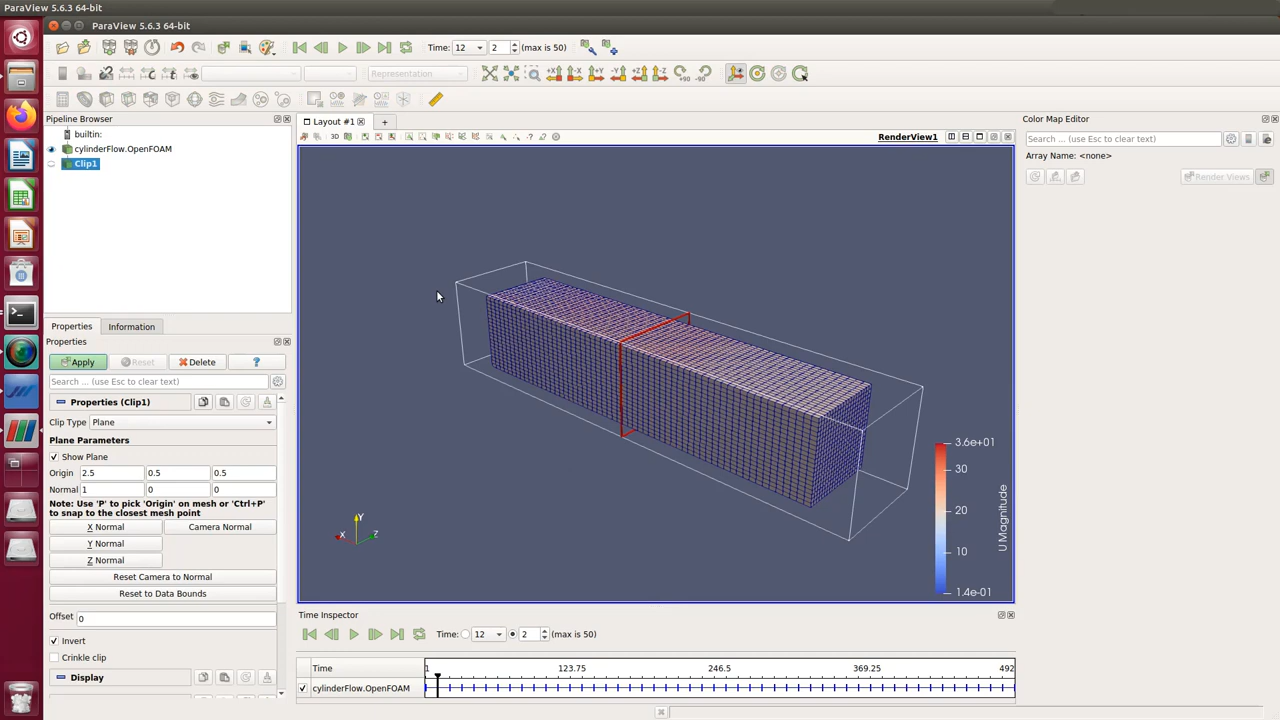 ParaView 5.6.3 64-bit
ParaView 5.6.3 64-bit
Time: 12 2 (max is 50)
Representation
+X -X +Y -Y +Z -Z +90 -90
Pipeline Browser
builtin:
cylinderFlow.OpenFOAM
Clip1
Properties Information
Properties
Apply Reset Delete ?
Search ... (use Esc to clear text)
Properties (Clip1)
Clip Type Plane
Plane Parameters
Show Plane
Origin 2.5 0.5 0.5
Normal 1 0 0
Note: Use 'P' to pick 'Origin' on mesh or 'Ctrl+P'
to snap to the closest mesh point
X Normal Camera Normal
Y Normal
Z Normal
Reset Camera to Normal
Reset to Data Bounds
Offset 0
Invert
Crinkle clip
Display
Layout #1 +
3D RenderView1
Y
X Z
3.6e+01
30
20
10
1.4e-01
U Magnitude
Time Inspector
Time: 12 2 (max is 50)
Time 1 123.75 246.5 369.25 492
cylinderFlow.OpenFOAM
Color Map Editor
Search ... (use Esc to clear text)
Array Name: <none>
Render Views